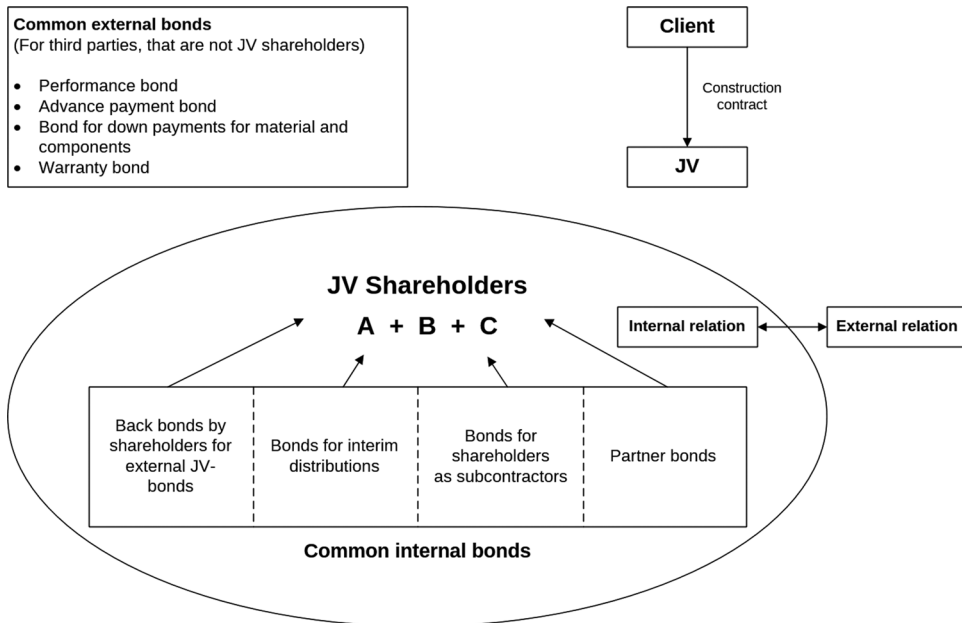 Common external bonds
(For third parties, that are not JV shareholders)
• Performance bond
• Advance payment bond
• Bond for down payments for material and
components
• Warranty bond
Client
Construction
contract
JV
JV Shareholders
A + B + C
Internal relation
External relation
Back bonds by
shareholders for
external JV-
bonds
Bonds for interim
distributions
Bonds for
shareholders
as subcontractors
Partner bonds
Common internal bonds